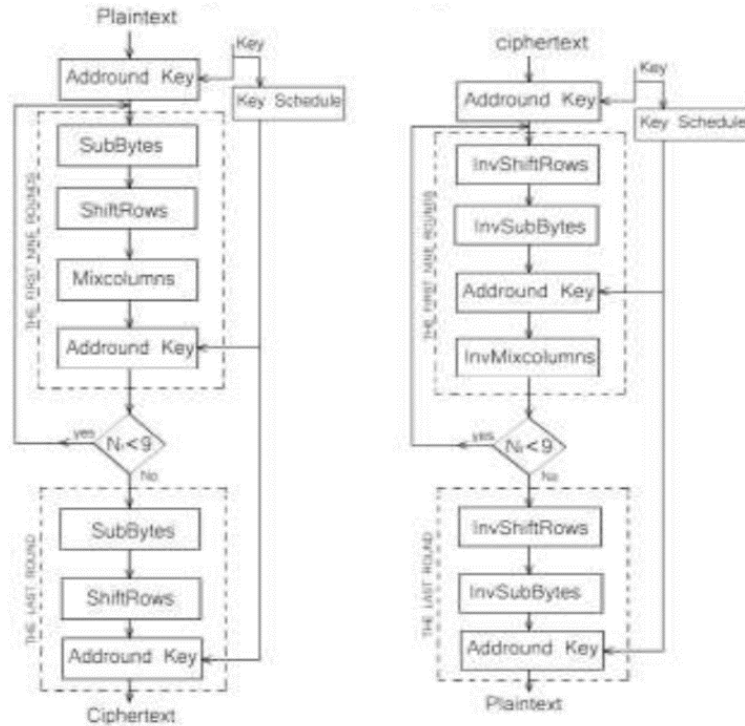 Plaintext
Key
Addround Key
Key Schedule
THE FIRST NINE ROUNDS
SubBytes
ShiftRows
Mixcolumns
Addround Key
yes
<9
No
THE LAST ROUND
SubBytes
ShiftRows
Addround Key
Ciphertext
ciphertext
Key
Addround Key
Key Schedule
THE FIRST NINE ROUNDS
InvShiftRows
InvSubBytes
Addround Key
InvMixcolumns
yes
<9
No
THE LAST ROUND
InvShiftRows
InvSubBytes
Addround Key
Plaintext